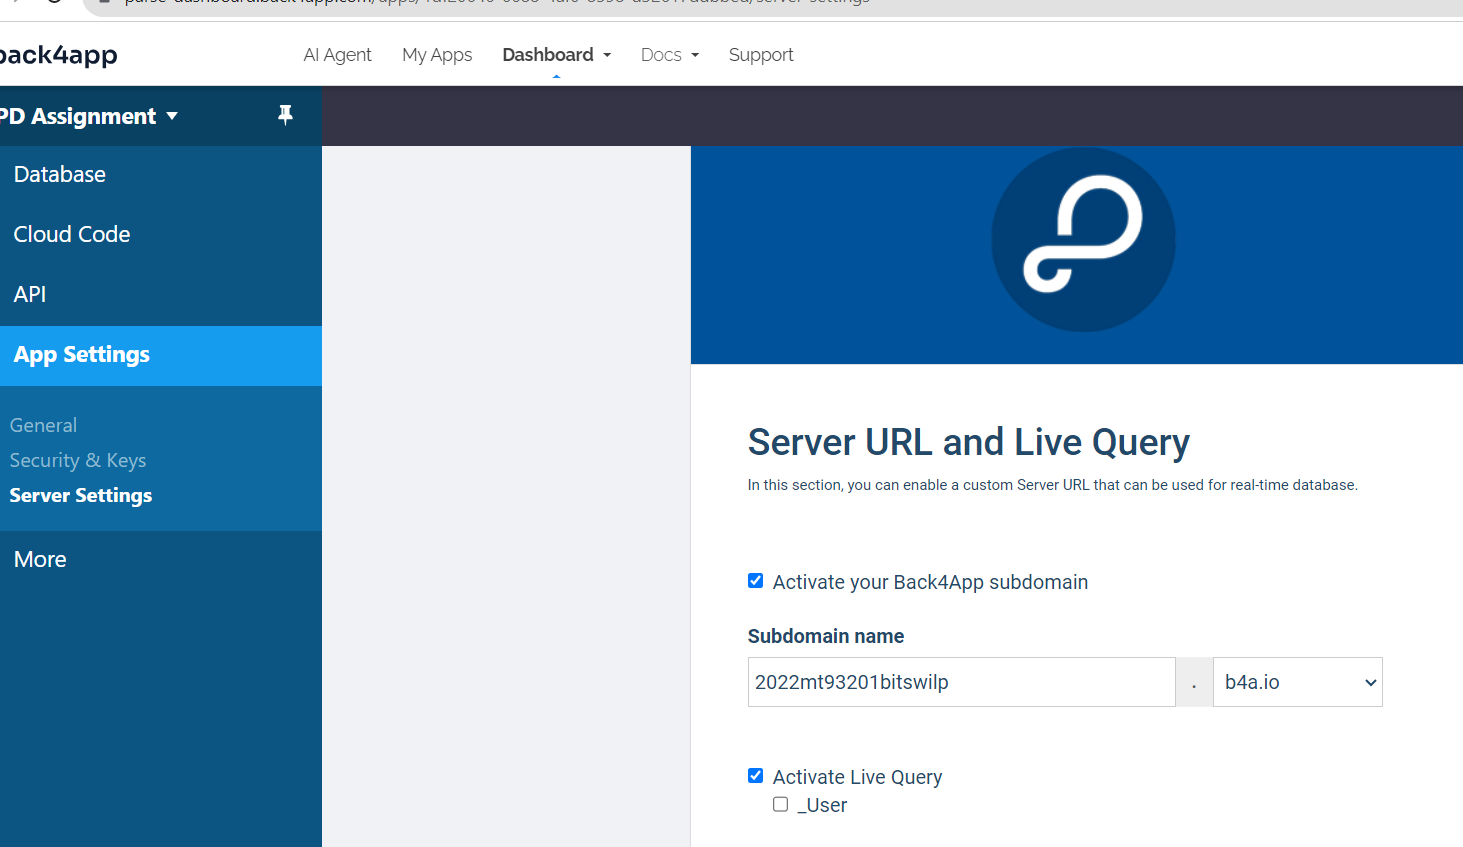 back4app
AI Agent
My Apps
Dashboard
Docs
Support
PD Assignment
Database
Cloud Code
API
App Settings
General
Security & Keys
Server Settings
More
Server URL and Live Query
In this section, you can enable a custom Server URL that can be used for real-time database.
Activate your Back4App subdomain
Subdomain name
2022mt93201bitswilp . b4a.io
Activate Live Query
_User